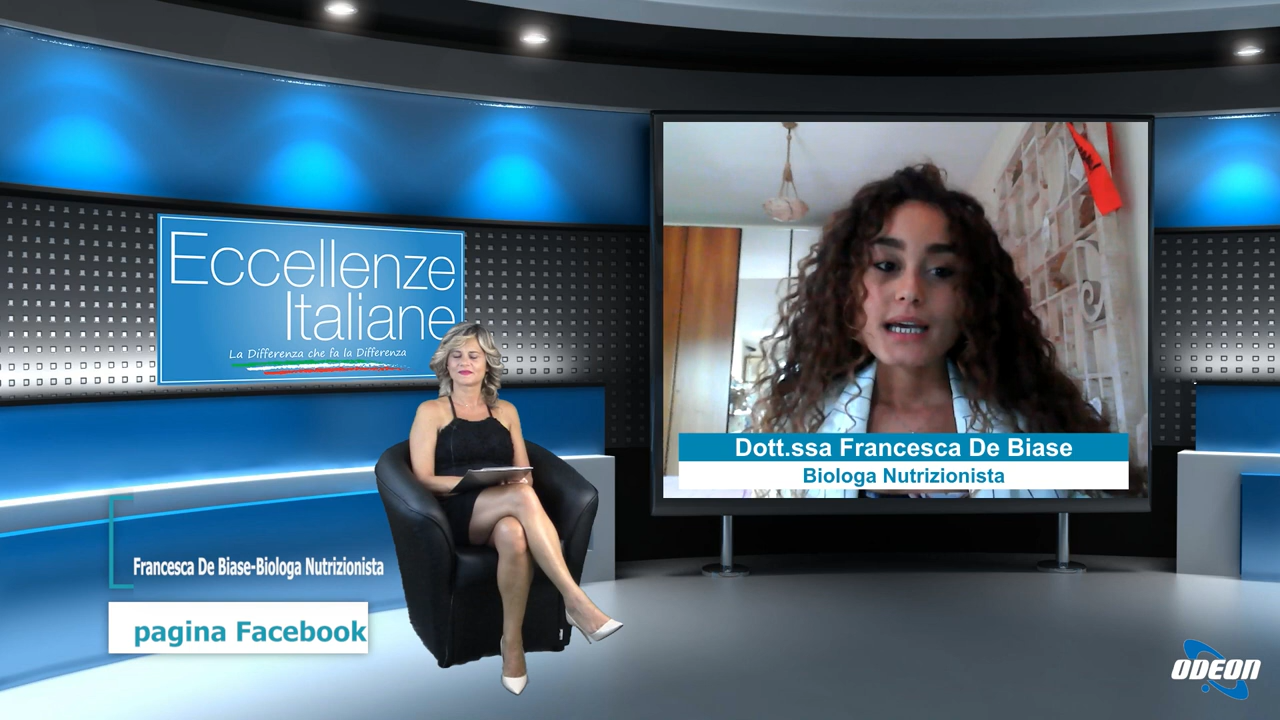 Eccellenze
Italiane
La Differenza che fa la Differenza
Dott.ssa Francesca De Biase
Biologa Nutrizionista
Francesca De Biase-Biologa Nutrizionista
pagina Facebook
ODEON